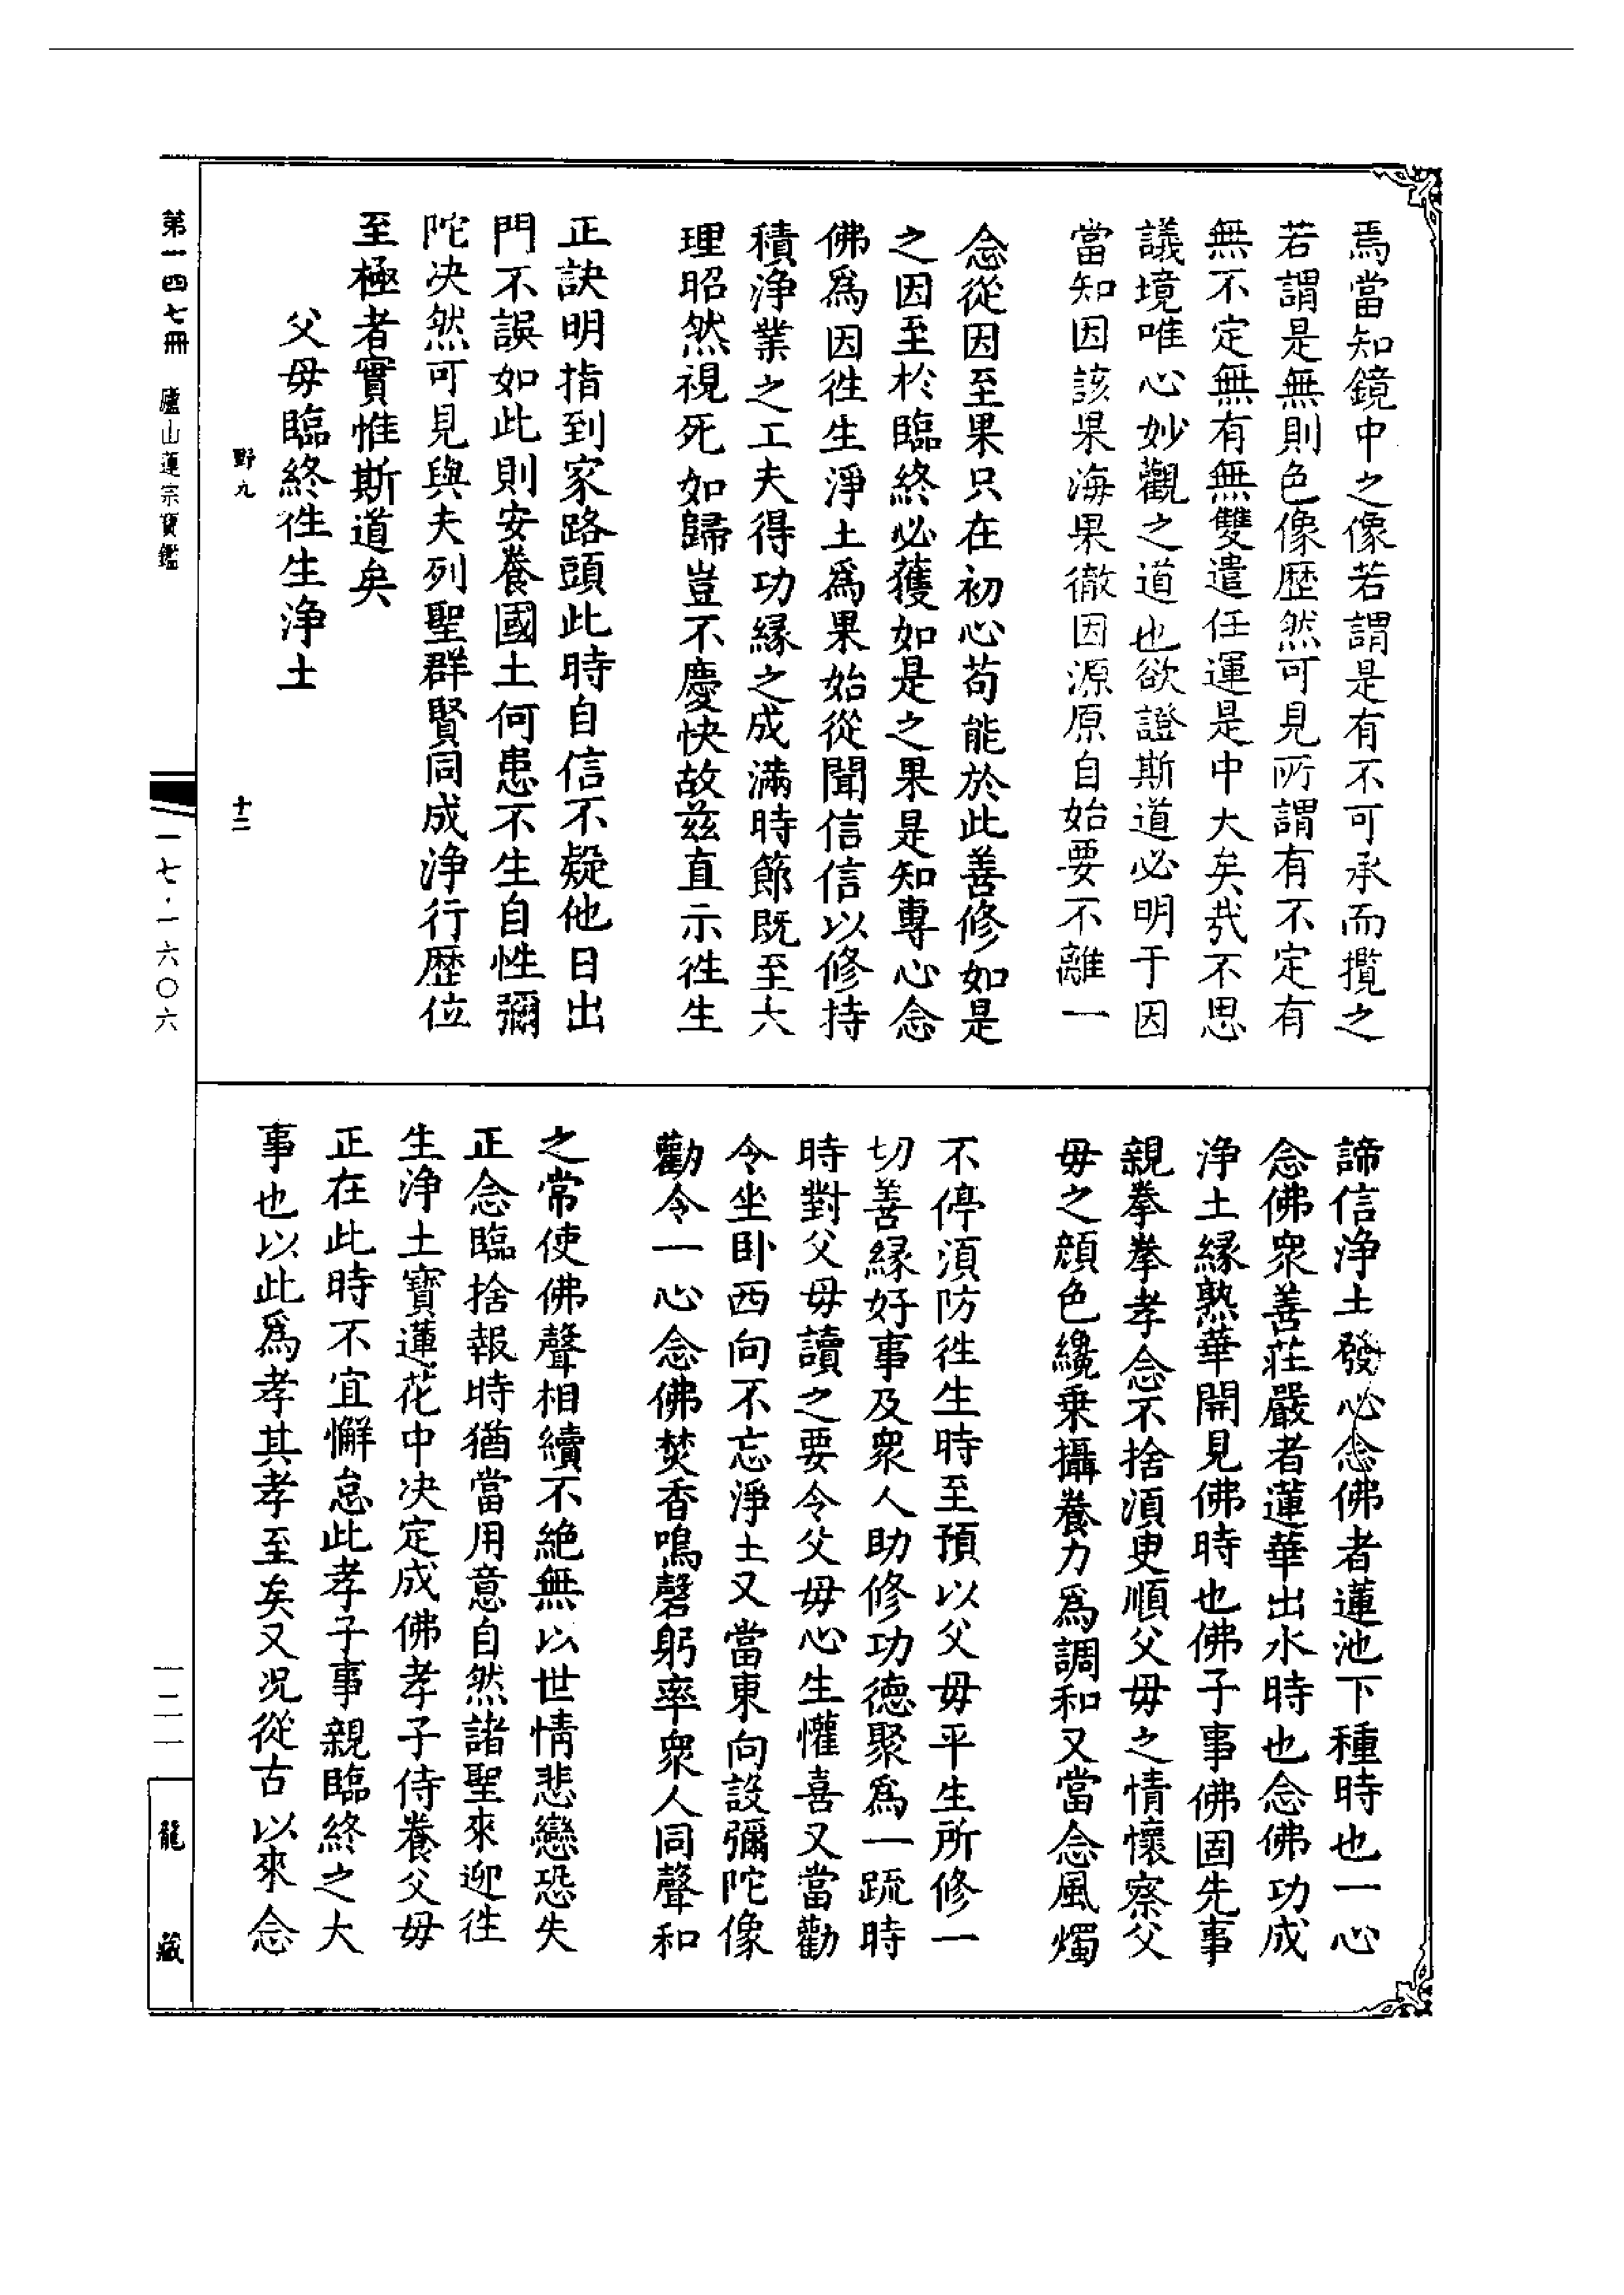 焉當知鏡中之像若謂是有不可承而攬之
若謂是無則色像歷然可見所謂有不定有
無不定無有無雙遣任運是中大矣哉不思
議境唯心妙觀之道也欲證斯道必明于因
當知因該果海果徹因源原自始要不離一
念從因至果只在初心苟能於此善修如是
之因至於臨終必獲如是之果是知專心念
佛爲因徃生淨土爲果始從聞信信以修持
積淨業之工夫得功縁之成滿時節既至大
理昭然視死如歸豈不慶快故兹直示徃生
正訣明指到家路頭此時自信不疑他日出
門不誤如此則安養國土何患不生自性彌
陀決然可見與夫列聖群賢同成淨行歷位
至極者實惟斯道矣
父母臨終徃生淨土
野九
十二
第一四七冊
廬山蓮宗寶鑑
一七·一六〇六
諦信淨土發心念佛者蓮池下種時也一心
念佛衆善莊嚴者蓮華出水時也念佛功成
淨土縁熟華開見佛時也佛子事佛固先事
親拳拳孝念不捨須更順父母之情懷察父
母之顔色纔乗攝養力爲調和又當念風燭
不停須防徃生時至預以父母平生所修一
切善縁好事及衆人助修功德聚爲一䟽時
時對父母讀之要令父母心生懽喜又當勸
令坐卧西向不忘淨土又當東向設彌陀像
勸令一心念佛焚香鳴磬躬率衆人同聲和
之常使佛聲相續不絶無以世情悲戀恐失
正念臨捨報時猶當用意自然諸聖來迎徃
生淨土寶蓮花中决定成佛孝子侍養父母
正在此時不宜懈怠此孝子事親臨終之大
事也以此爲孝其孝至矣又况從古以來念
一二一
龍藏